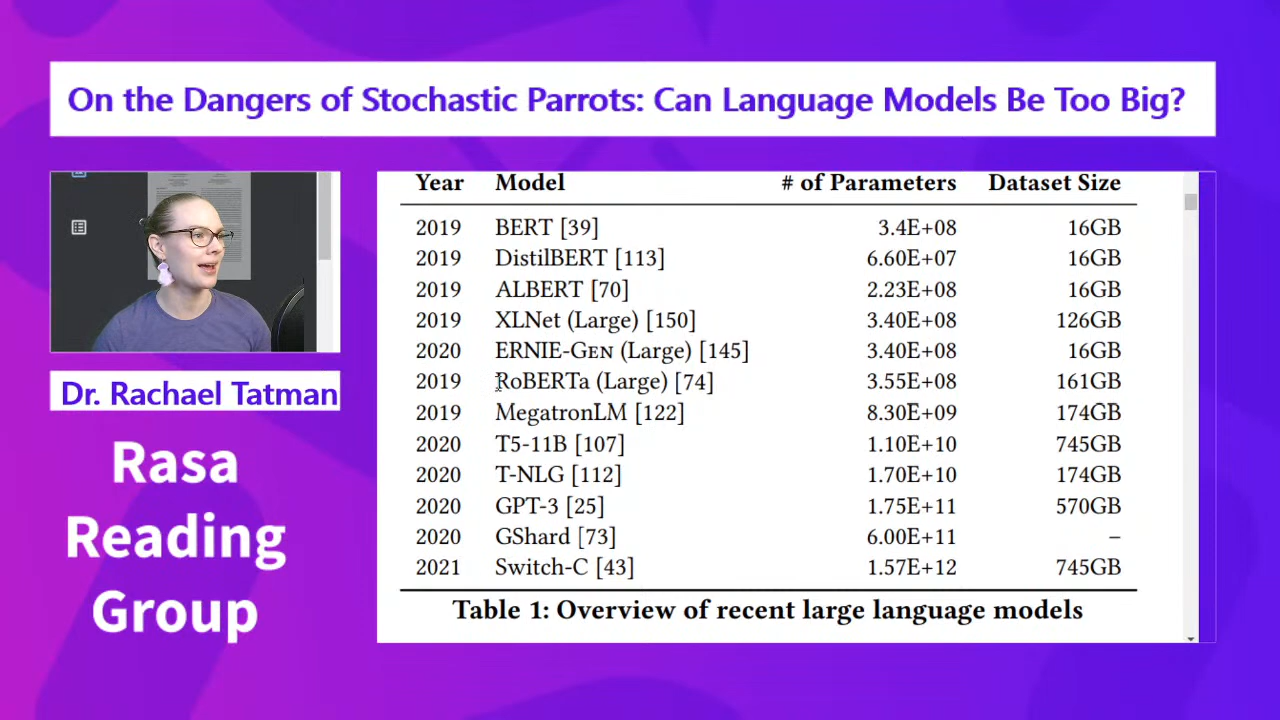 On the Dangers of Stochastic Parrots: Can Language Models Be Too Big?
Dr. Rachael Tatman
Rasa
Reading
Group
Year Model # of Parameters Dataset Size
2019 BERT [39] 3.4E+08 16GB
2019 DistilBERT [113] 6.60E+07 16GB
2019 ALBERT [70] 2.23E+08 16GB
2019 XLNet (Large) [150] 3.40E+08 126GB
2020 ERNIE-GEN (Large) [145] 3.40E+08 16GB
2019 RoBERTa (Large) [74] 3.55E+08 161GB
2019 MegatronLM [122] 8.30E+09 174GB
2020 T5-11B [107] 1.10E+10 745GB
2020 T-NLG [112] 1.70E+10 174GB
2020 GPT-3 [25] 1.75E+11 570GB
2020 GShard [73] 6.00E+11 –
2021 Switch-C [43] 1.57E+12 745GB
Table 1: Overview of recent large language models